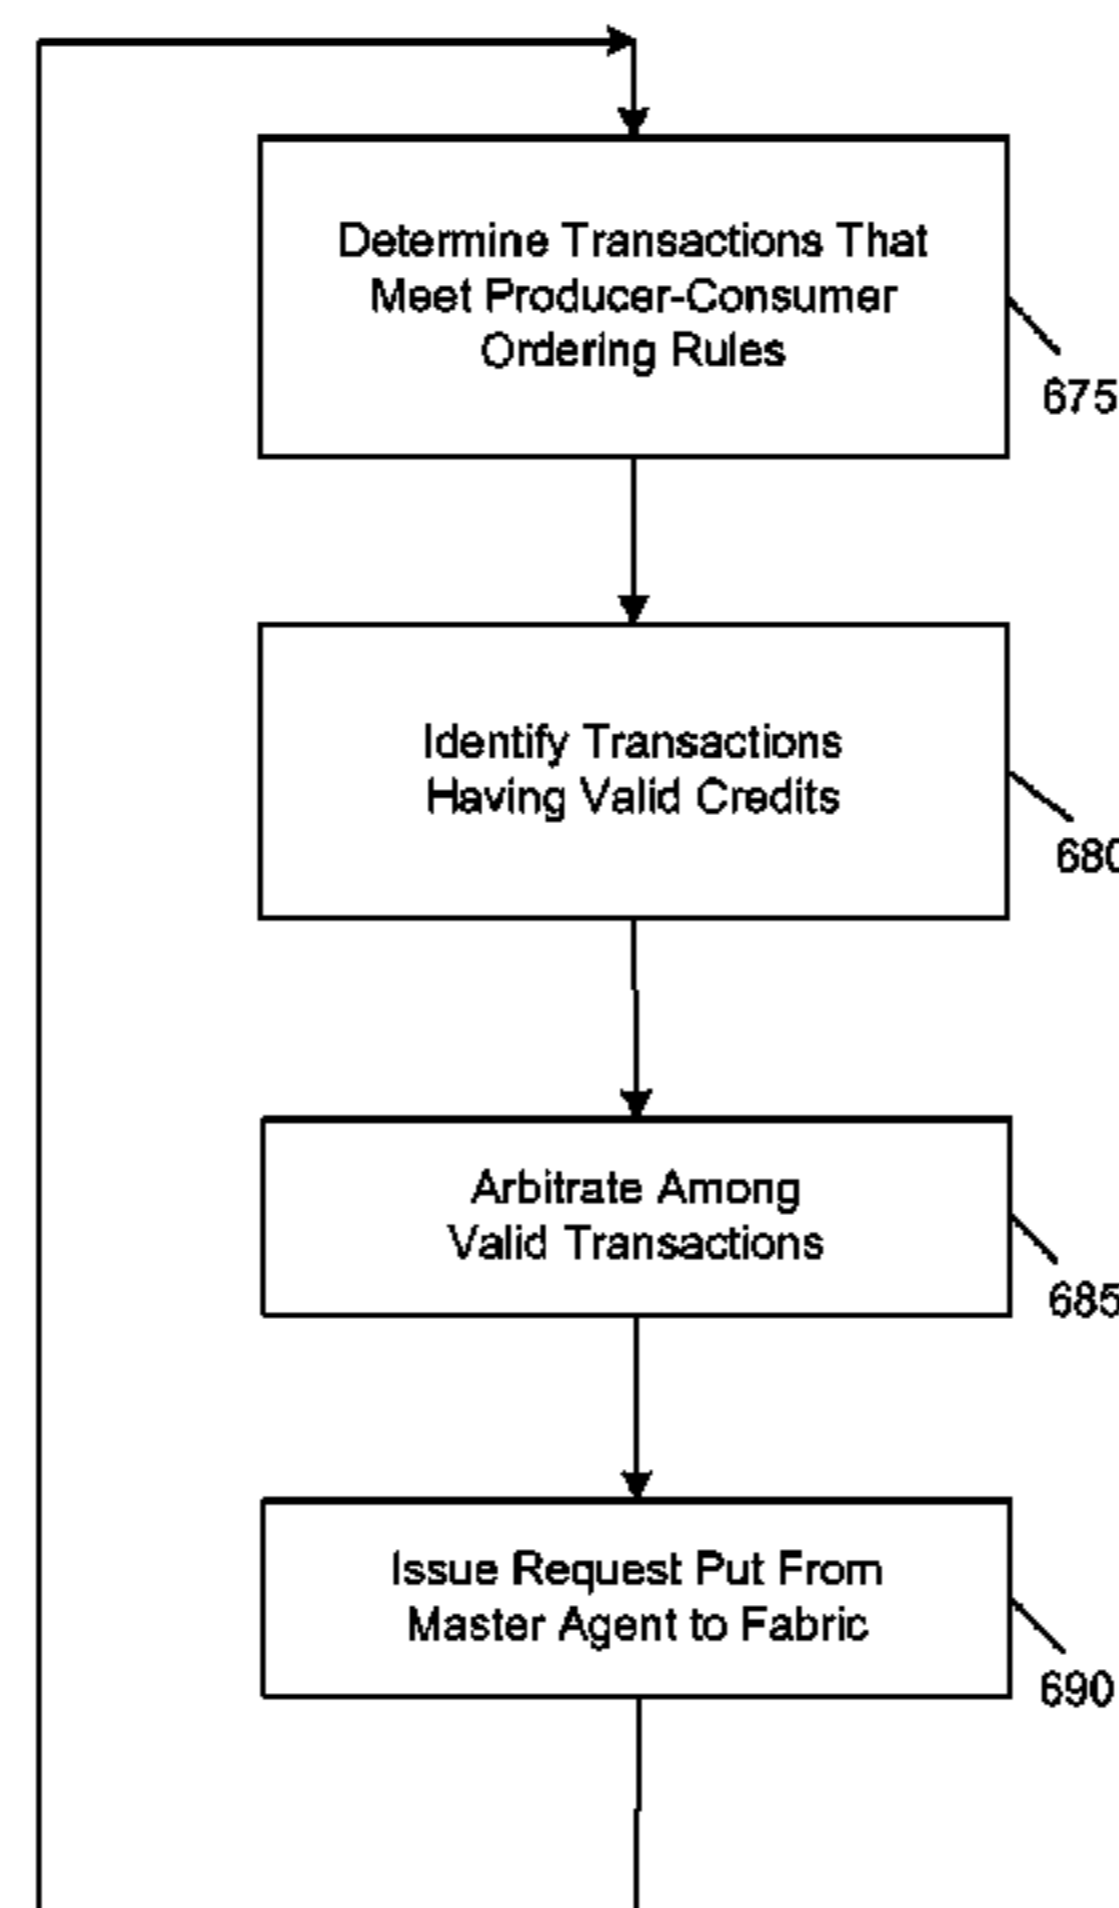 Determine Transactions That
Meet Producer-Consumer
Ordering Rules
675
Identify Transactions
Having Valid Credits
680
Arbitrate Among
Valid Transactions
685
Issue Request Put From
Master Agent to Fabric
690